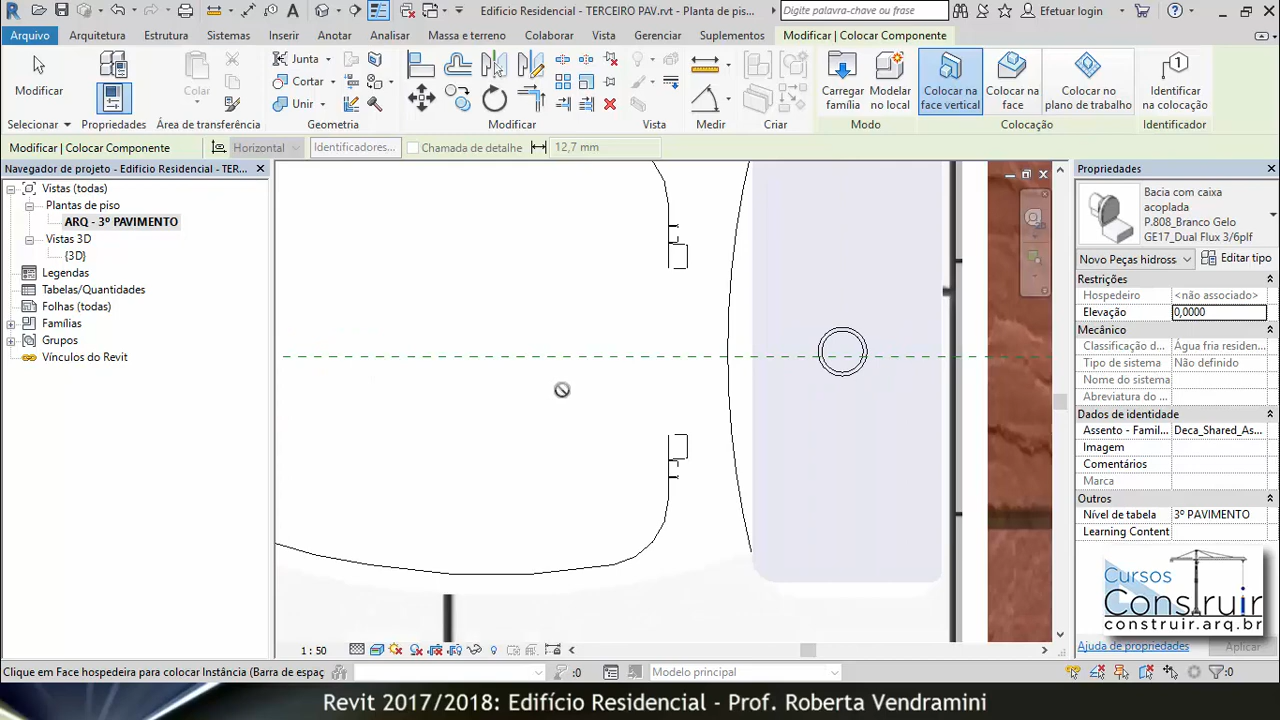 Edifício Residencial - TERCEIRO PAV.rvt - Planta de pis...
Digite palavra-chave ou frase
Efetuar login
Arquivo
Arquitetura
Estrutura
Sistemas
Inserir
Anotar
Analisar
Massa e terreno
Colaborar
Vista
Gerenciar
Suplementos
Modificar | Colocar Componente
Modificar
Propriedades
Colar
Junta
Cortar
Unir
Carregar família
Modelar no local
Colocar na face vertical
Colocar na face
Colocar no plano de trabalho
Identificar na colocação
Selecionar
Propriedades
Área de transferência
Geometria
Modificar
Vista
Medir
Criar
Modo
Colocação
Identificador
Modificar | Colocar Componente
Horizontal
Identificadores...
Chamada de detalhe
12,7 mm
Navegador de projeto - Edifício Residencial - TER...
Vistas (todas)
Plantas de piso
ARQ - 3º PAVIMENTO
Vistas 3D
{3D}
Legendas
Tabelas/Quantidades
Folhas (todas)
Famílias
Grupos
Vínculos do Revit
Propriedades
Bacia com caixa
acoplada
P.808_Branco Gelo
GE17_Dual Flux 3/6plf
Novo Peças hidross
Editar tipo
Restrições
Hospedeiro
<não associado>
Elevação
0,0000
Mecânico
Classificação d...
Água fria residen...
Tipo de sistema
Não definido
Nome do sistema
Abreviatura do ...
Dados de identidade
Assento - Famil...
Deca_Shared_As...
Imagem
Comentários
Marca
Outros
Nível de tabela
3º PAVIMENTO
Learning Content
Cursos
Construir
construir.arq.br
Ajuda de propriedades
Aplicar
1 : 50
Clique em Face hospedeira para colocar Instância (Barra de espaç
:0
Modelo principal
:0
Revit 2017/2018: Edifício Residencial - Prof. Roberta Vendramini